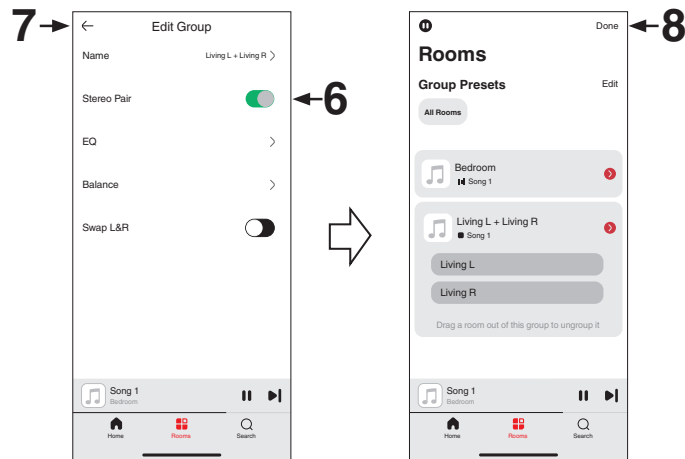 7
Edit Group
Name
Living L + Living R
Stereo Pair
6
EQ
Balance
Swap L&R
Song 1
Bedroom
Home
Rooms
Search
Done
8
Rooms
Group Presets
Edit
All Rooms
Bedroom
Song 1
Living L + Living R
Song 1
Living L
Living R
Drag a room out of this group to ungroup it
Song 1
Bedroom
Home
Rooms
Search